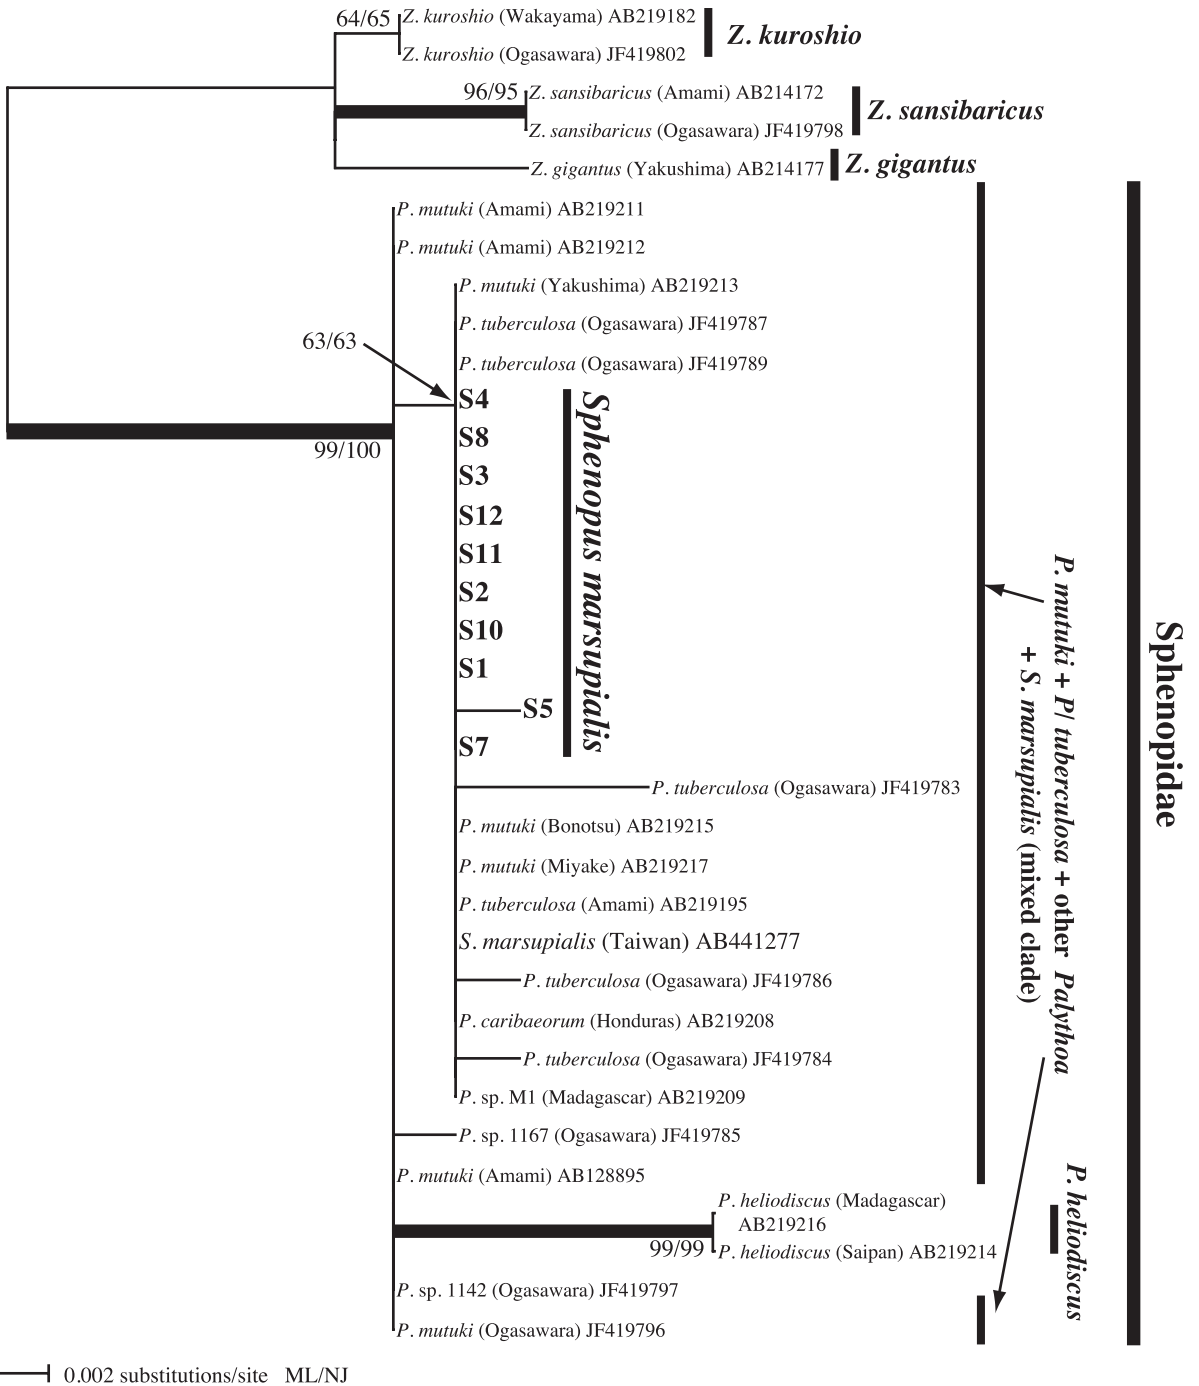 64/65
Z. kuroshio (Wakayama) AB219182
Z. kuroshio (Ogasawara) JF419802
Z. kuroshio
96/95
Z. sansibaricus (Amami) AB214172
Z. sansibaricus (Ogasawara) JF419798
Z. sansibaricus
Z. gigantus (Yakushima) AB214177
Z. gigantus
P. mutuki (Amami) AB219211
P. mutuki (Amami) AB219212
P. mutuki (Yakushima) AB219213
P. tuberculosa (Ogasawara) JF419787
63/63
P. tuberculosa (Ogasawara) JF419789
S4
S8
99/100
S3
S12
S11
S2
S10
S1
S5
S7
Sphenopus marsupialis
P. tuberculosa (Ogasawara) JF419783
P. mutuki (Bonotsu) AB219215
P. mutuki (Miyake) AB219217
P. tuberculosa (Amami) AB219195
S. marsupialis (Taiwan) AB441277
P. tuberculosa (Ogasawara) JF419786
P. caribaeorum (Honduras) AB219208
P. tuberculosa (Ogasawara) JF419784
P. sp. M1 (Madagascar) AB219209
P. sp. 1167 (Ogasawara) JF419785
P. mutuki (Amami) AB128895
P. heliodiscus (Madagascar)
AB219216
99/99
P. heliodiscus (Saipan) AB219214
P. sp. 1142 (Ogasawara) JF419797
P. mutuki (Ogasawara) JF419796
P. mutuki + P/ tuberculosa + other Palythoa
+ S. marsupialis (mixed clade)
P. heliodiscus
Sphenopidae
0.002 substitutions/site ML/NJ